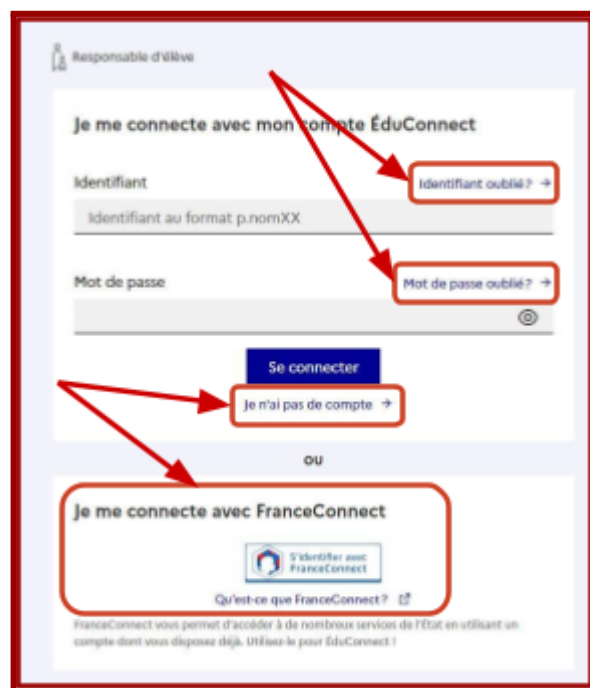 Responsable d'élève
Je me connecte avec mon compte ÉduConnect
Identifiant
Identifiant oublié? →
Identifiant au format p.nomXX
Mot de passe
Mot de passe oublié? →
Se connecter
Je n'ai pas de compte →
ou
Je me connecte avec FranceConnect
S'identifier avec
FranceConnect
Qu'est-ce que FranceConnect?
FranceConnect vous permet d'accéder à de nombreux services de l'État en utilisant un
compte dont vous disposez déjà. Utilisez-le pour ÉduConnect !